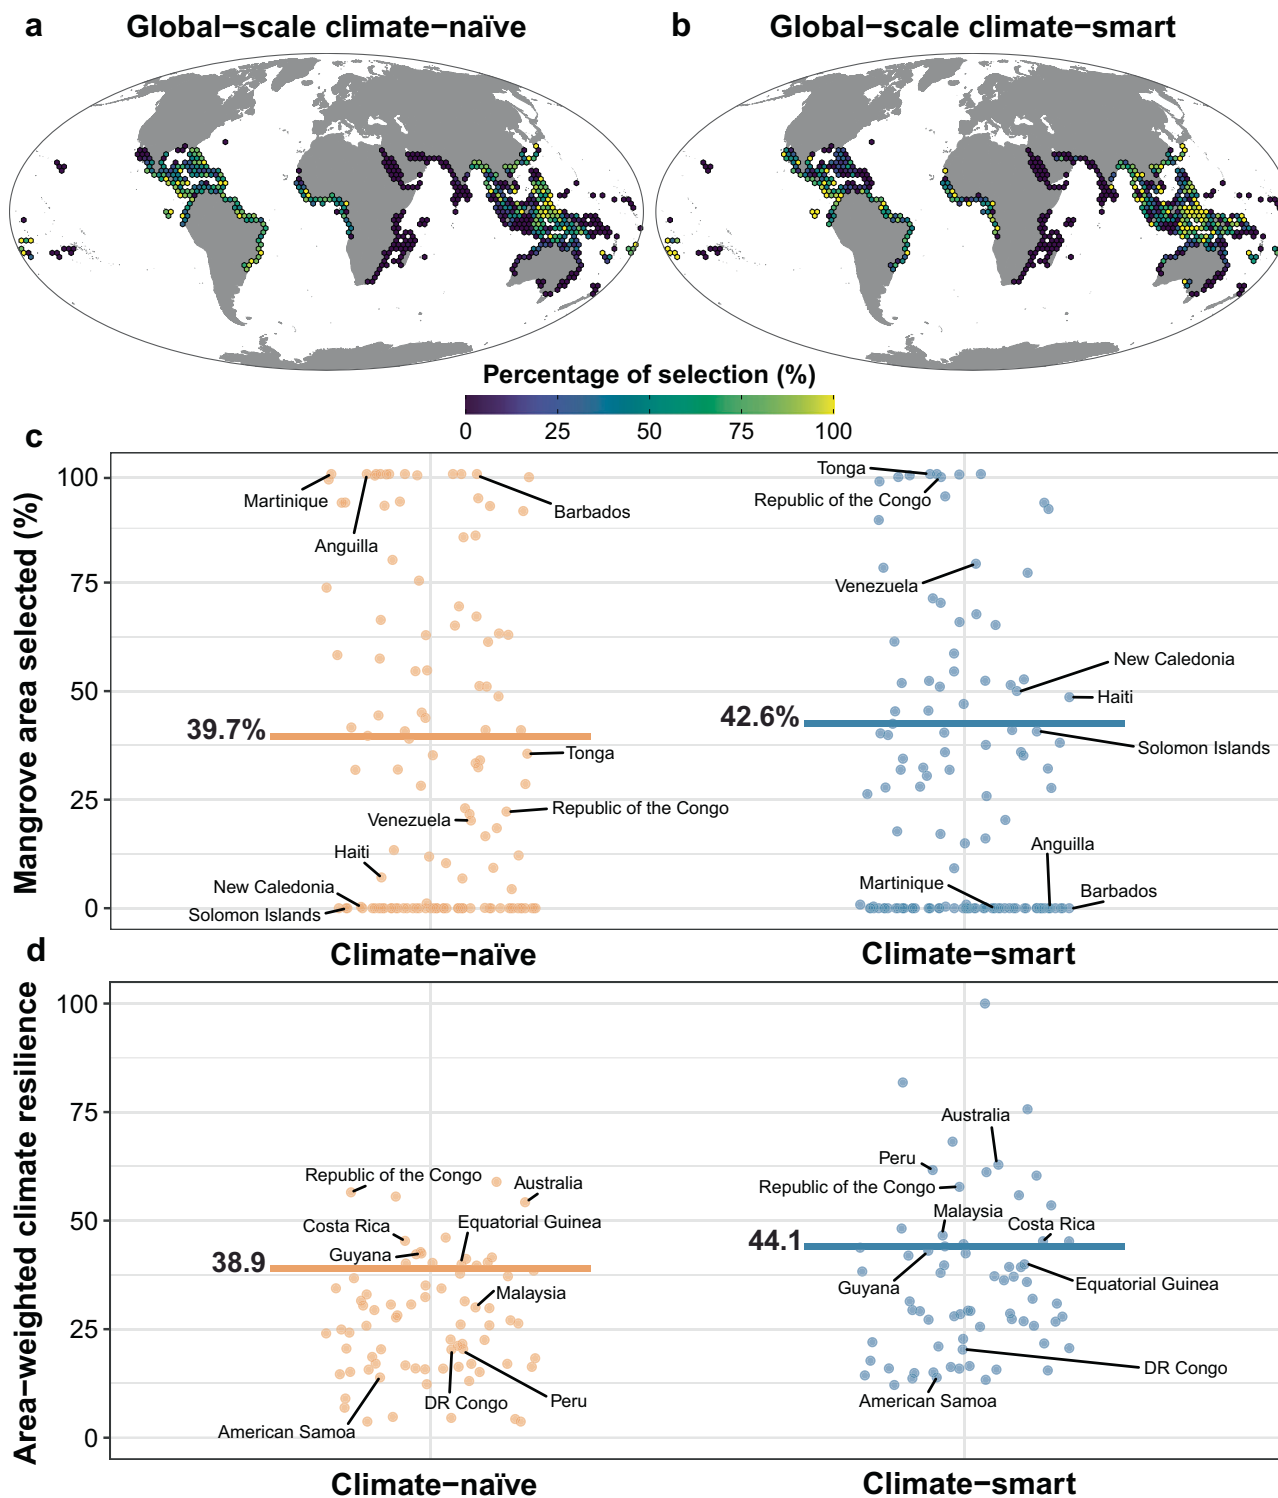 a Global−scale climate−naïve
b Global−scale climate−smart
Percentage of selection (%)
0 25 50 75 100
c
Mangrove area selected (%)
100
75
50
25
0
Martinique
Anguilla
Barbados
39.7%
Tonga
Republic of the Congo
Venezuela
Haiti
New Caledonia
Solomon Islands
Tonga
Republic of the Congo
Venezuela
New Caledonia
Haiti
42.6%
Solomon Islands
Anguilla
Martinique
Barbados
Climate−naïve Climate−smart
d
Area−weighted climate resilience
100
75
50
25
0
Republic of the Congo
Australia
Costa Rica
Equatorial Guinea
Guyana
38.9
Malaysia
DR Congo
Peru
American Samoa
Australia
Peru
Republic of the Congo
Malaysia
Costa Rica
44.1
Guyana
Equatorial Guinea
DR Congo
American Samoa
Climate−naïve Climate−smart